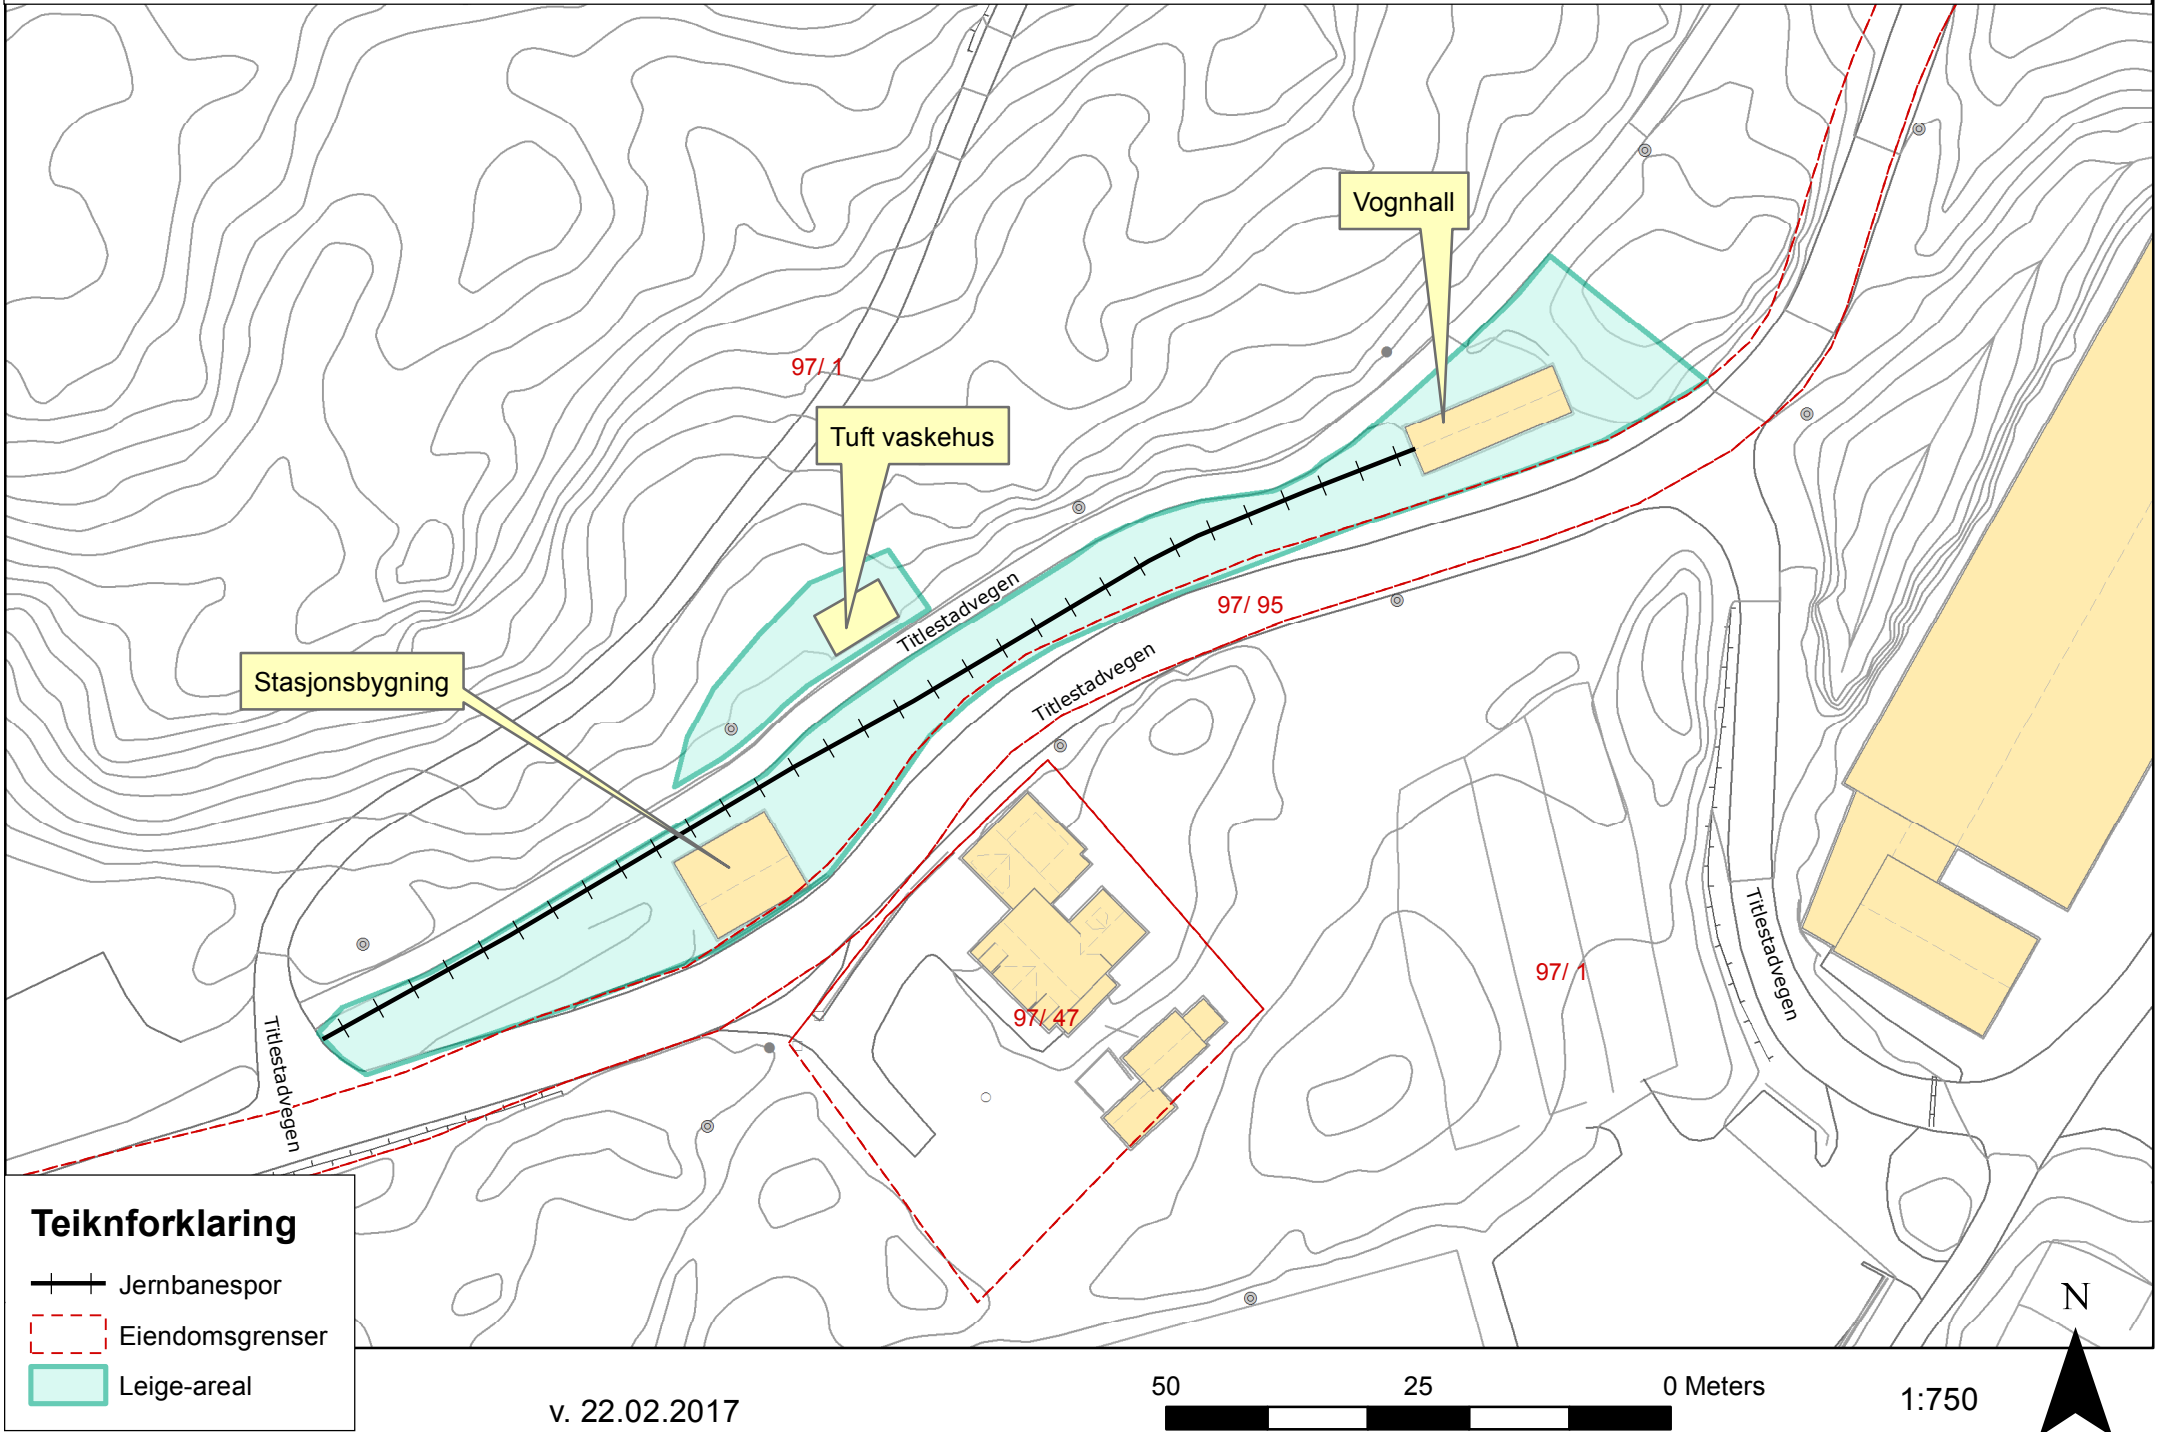 Vognhall
97/ 1
Tuft vaskehus
Titlestadvegen
97/ 95
Titlestadvegen
Stasjonsbygning
97/ 1
Titlestadvegen
97/ 47
Titlestadvegen
Teiknforklaring
Jernbanespor
Eiendomsgrenser
Leige-areal
v. 22.02.2017
50 25 0 Meters
1:750
N